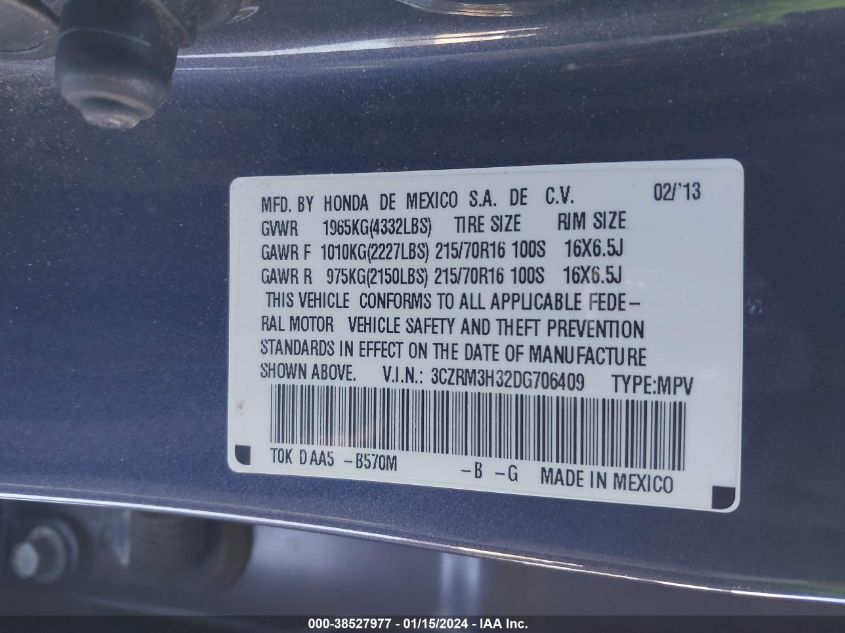 MFD. BY HONDA DE MEXICO S.A. DE C.V. 02/'13
GVWR 1965KG(4332LBS) TIRE SIZE RIM SIZE
GAWR F 1010KG(2227LBS) 215/70R16 100S 16X6.5J
GAWR R 975KG(2150LBS) 215/70R16 100S 16X6.5J
THIS VEHICLE CONFORMS TO ALL APPLICABLE FEDE-
RAL MOTOR VEHICLE SAFETY AND THEFT PREVENTION
STANDARDS IN EFFECT ON THE DATE OF MANUFACTURE
SHOWN ABOVE. V.I.N.: 3CZRM3H32DG706409 TYPE:MPV
TOK D AA5 -B570M -B -G MADE IN MEXICO
000-38527977 - 01/15/2024 - IAA Inc.